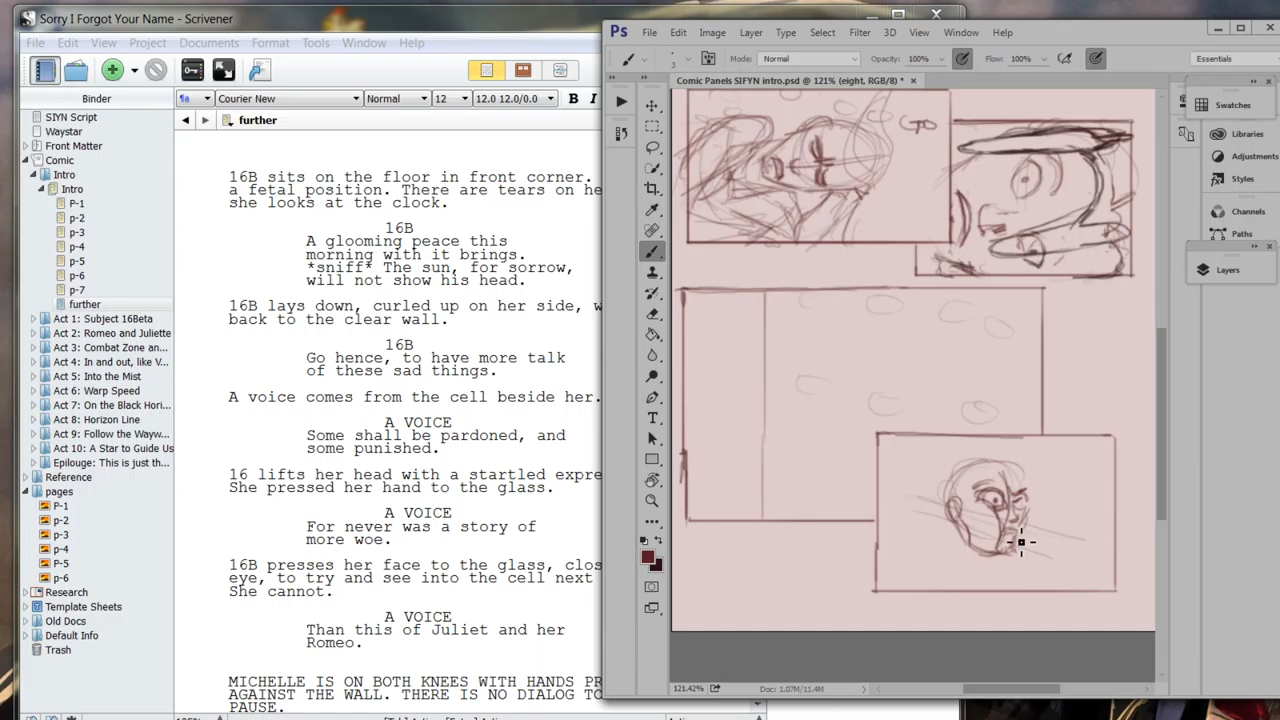 Sorry I Forgot Your Name - Scrivener
File Edit View Project Documents Format Tools Window Help
Binder
Courier New Normal 12 12.0 12.0/0.0 B I
further
SIYN Script
Waystar
Front Matter
Comic
Intro
Intro
P-1
p-2
p-3
p-4
p-5
p-6
p-7
further
Act 1: Subject 16Beta
Act 2: Romeo and Juliette
Act 3: Combat Zone an...
Act 4: In and out, like V...
Act 5: Into the Mist
Act 6: Warp Speed
Act 7: On the Black Hori...
Act 8: Horizon Line
Act 9: Follow the Wayw...
Act 10: A Star to Guide Us
Epilouge: This is just th...
Reference
pages
P-1
p-2
p-3
p-4
P-5
p-6
Research
Template Sheets
Old Docs
Default Info
Trash
16B sits on the floor in front corner.
a fetal position. There are tears on he
she looks at the clock.
16B
A glooming peace this
morning with it brings.
*sniff* The sun, for sorrow,
will not show his head.
16B lays down, curled up on her side, w
back to the clear wall.
16B
Go hence, to have more talk
of these sad things.
A voice comes from the cell beside her.
A VOICE
Some shall be pardoned, and
some punished.
16 lifts her head with a startled expre
She pressed her hand to the glass.
A VOICE
For never was a story of
more woe.
16B presses her face to the glass, clos
eye, to try and see into the cell next
She cannot.
A VOICE
Than this of Juliet and her
Romeo.
MICHELLE IS ON BOTH KNEES WITH HANDS PR
AGAINST THE WALL. THERE IS NO DIALOG TO
PAUSE.
Ps File Edit Image Layer Type Select Filter 3D View Window Help
3 Mode: Normal Opacity: 100% Flow: 100% Essentials
Comic Panels SIFYN intro.psd @ 121% (eight, RGB/8) *
Swatches
Libraries
Adjustments
Styles
Channels
Paths
Layers
121.42% Doc: 1.07M/11.4M